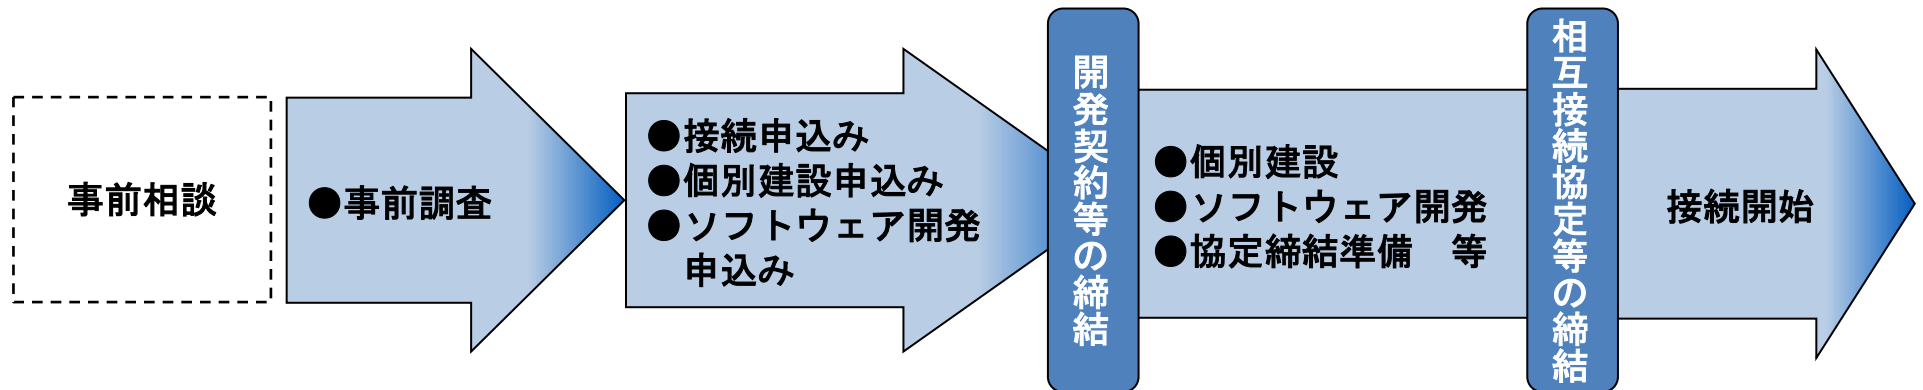 事前相談
●事前調査
●接続申込み
●個別建設申込み
●ソフトウェア開発
申込み
開発契約等の締結
●個別建設
●ソフトウェア開発
●協定締結準備　等
相互接続協定等の締結
接続開始